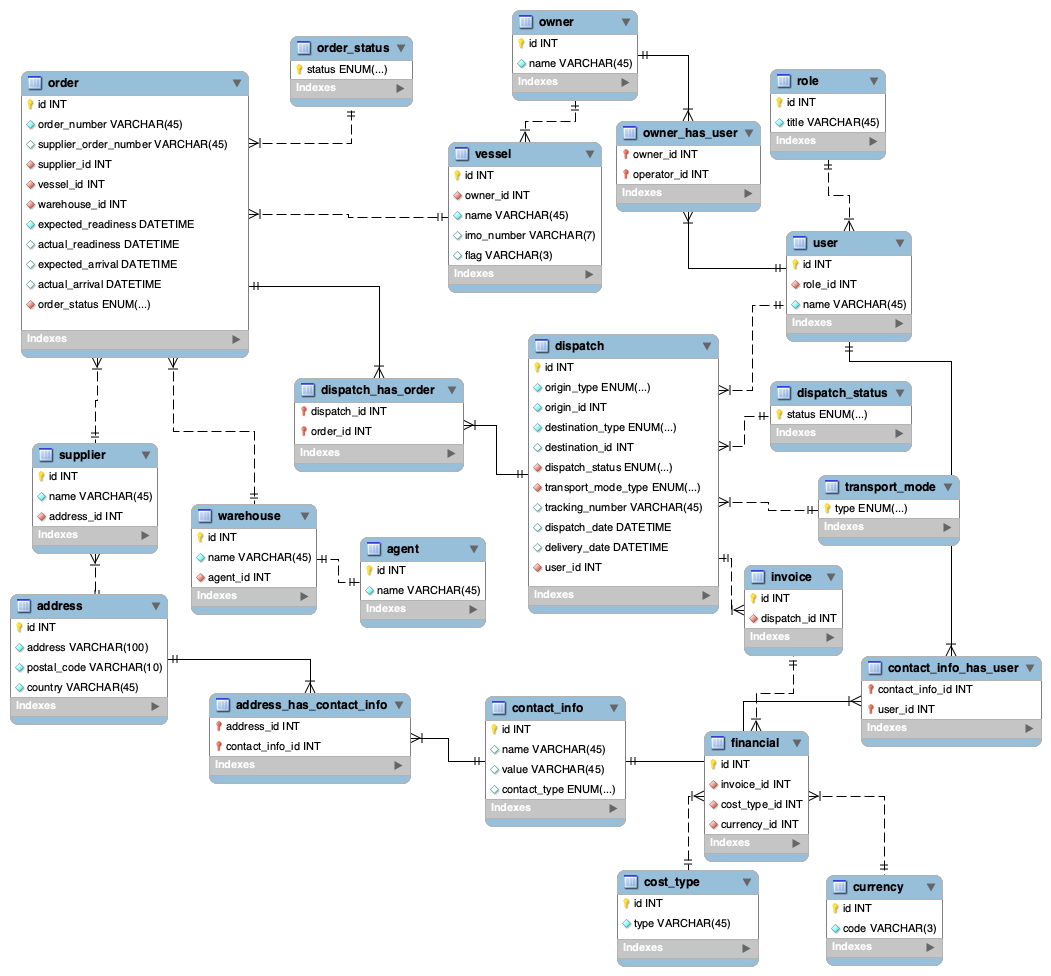 owner
id INT
name VARCHAR(45)
Indexes
order_status
status ENUM(...)
Indexes
order
id INT
order_number VARCHAR(45)
supplier_order_number VARCHAR(45)
supplier_id INT
vessel_id INT
warehouse_id INT
expected_readiness DATETIME
actual_readiness DATETIME
expected_arrival DATETIME
actual_arrival DATETIME
order_status ENUM(...)
Indexes
role
id INT
title VARCHAR(45)
Indexes
owner_has_user
owner_id INT
operator_id INT
Indexes
vessel
id INT
owner_id INT
name VARCHAR(45)
imo_number VARCHAR(7)
flag VARCHAR(3)
Indexes
user
id INT
role_id INT
name VARCHAR(45)
Indexes
dispatch
id INT
origin_type ENUM(...)
origin_id INT
destination_type ENUM(...)
destination_id INT
dispatch_status ENUM(...)
transport_mode_type ENUM(...)
tracking_number VARCHAR(45)
dispatch_date DATETIME
delivery_date DATETIME
user_id INT
Indexes
dispatch_has_order
dispatch_id INT
order_id INT
Indexes
dispatch_status
status ENUM(...)
Indexes
supplier
id INT
name VARCHAR(45)
address_id INT
Indexes
transport_mode
type ENUM(...)
Indexes
warehouse
id INT
name VARCHAR(45)
agent_id INT
Indexes
agent
id INT
name VARCHAR(45)
Indexes
invoice
id INT
dispatch_id INT
Indexes
address
id INT
address VARCHAR(100)
postal_code VARCHAR(10)
country VARCHAR(45)
Indexes
contact_info_has_user
contact_info_id INT
user_id INT
Indexes
address_has_contact_info
address_id INT
contact_info_id INT
Indexes
contact_info
id INT
name VARCHAR(45)
value VARCHAR(45)
contact_type ENUM(...)
Indexes
financial
id INT
invoice_id INT
cost_type_id INT
currency_id INT
Indexes
cost_type
id INT
type VARCHAR(45)
Indexes
currency
id INT
code VARCHAR(3)
Indexes